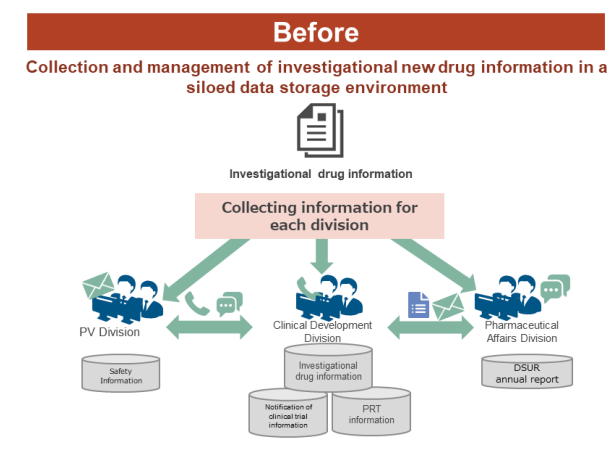 Before
Collection and management of investigational new drug information in a
siloed data storage environment
Investigational drug information
Collecting information for
each division
PV Division
Clinical Development
Division
Pharmaceutical
Affairs Division
Safety
Information
Investigational
drug information
DSUR
annual report
Notification of
clinical trial
information
PRT
information